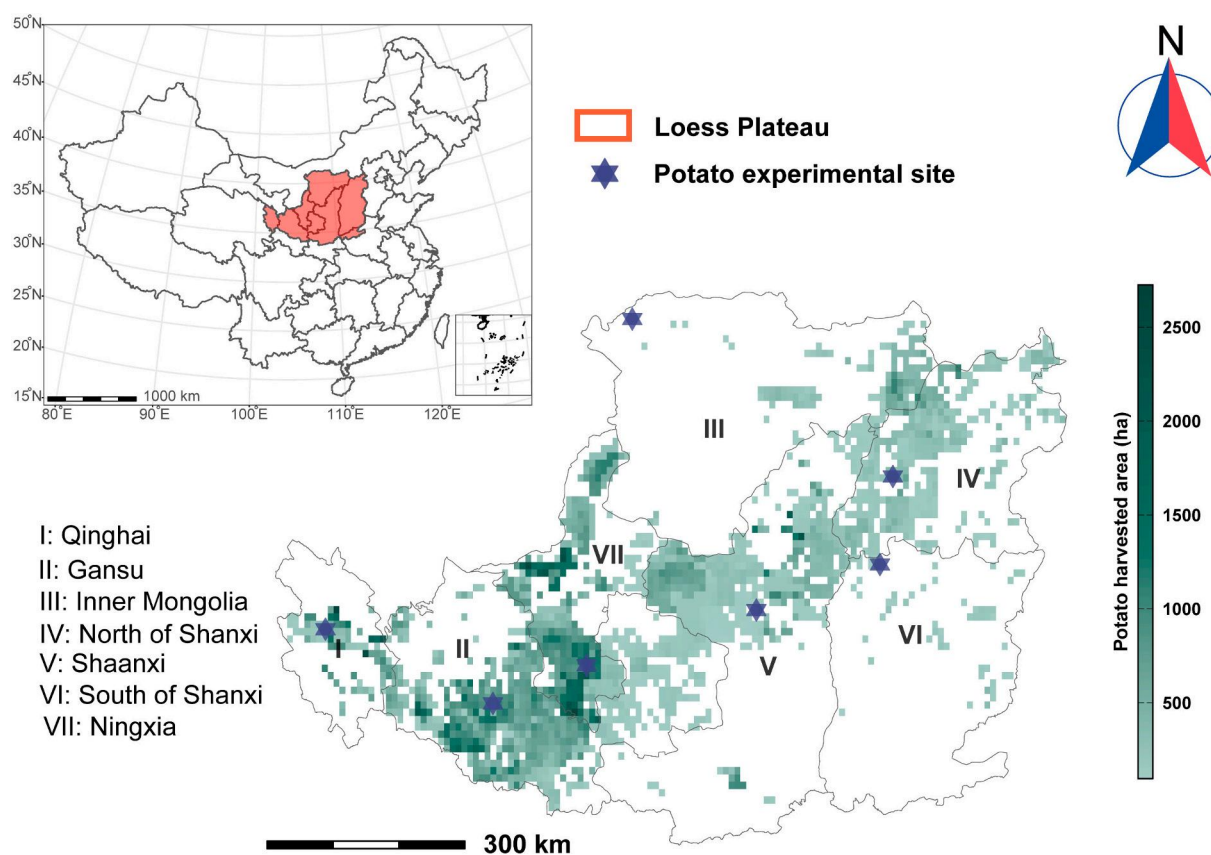 50°N
45°N
40°N
35°N
30°N
25°N
20°N
15°N
1000 km
80°E
90°E
100°E
110°E
120°E
Loess Plateau
Potato experimental site
N
I: Qinghai
II: Gansu
III: Inner Mongolia
IV: North of Shanxi
V: Shaanxi
VI: South of Shanxi
VII: Ningxia
I
II
III
IV
V
VI
VII
300 km
Potato harvested area (ha)
2500
2000
1500
1000
500